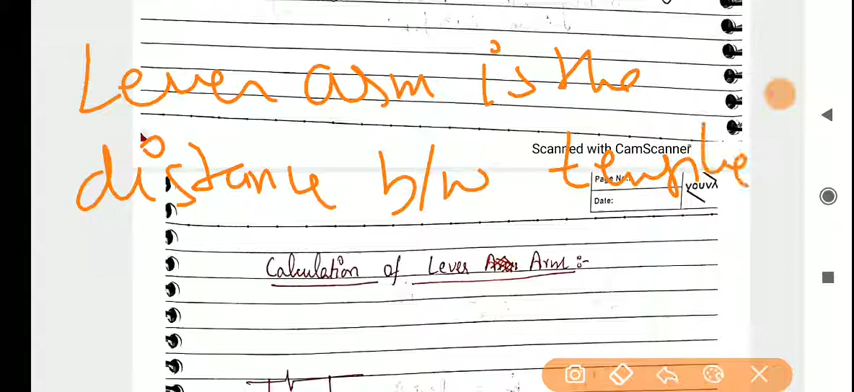 Lever arm is the
distance b/w temple
Scanned with CamScanner
Page No.:
Date:
YOUVA
Calculation of Lever Arm :-